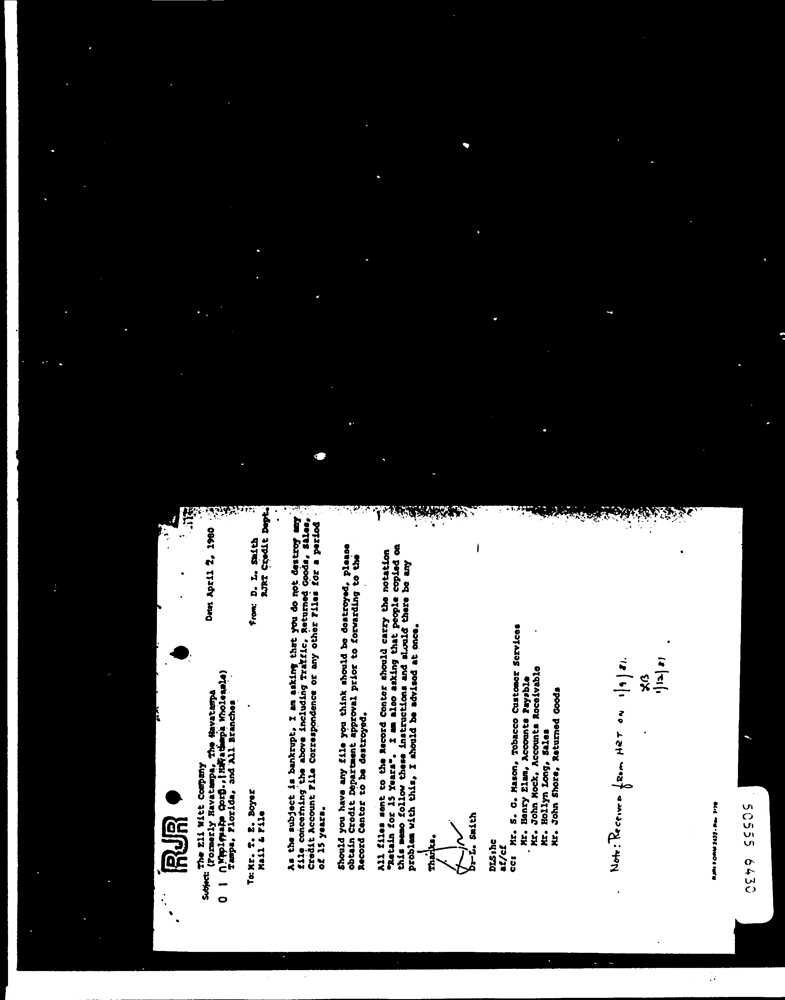 RJR
Subject: The Eli Witt Company
(Formerly Havatampa, The Havatampa
Corp., Havatampa Wholesale)
Tampa, Florida, and All Branches
Date: April 2, 1980
To: Mr. T. E. Boyer
Mail & File
From: D. L. Smith
RJRT Credit Dept.
As the subject is bankrupt, I am asking that you do not destroy any
file concerning the above including Traffic, Returned Goods, Sales,
Credit Account File Correspondence or any other Files for a period
of 15 years.
Should you have any file you think should be destroyed, please
obtain Credit Department approval prior to forwarding to the
Record Center to be destroyed.
All files sent to the Record Center should carry the notation
"Retain for 15 Years". I am also asking that people copied on
this memo follow these instructions and should there be any
problem with this, I should be advised at once.
Thanks.
D. L. Smith
DLS:hc
af/cf
cc: Mr. S. G. Mason, Tobacco Customer Services
Mr. Henry Elam, Accounts Payable
Mr. John Mock, Accounts Receivable
Mr. Hollyn Long, Sales
Mr. John Shore, Returned Goods
Note: Received from H&T on 1/9/81.
1/12/81
50555 6430